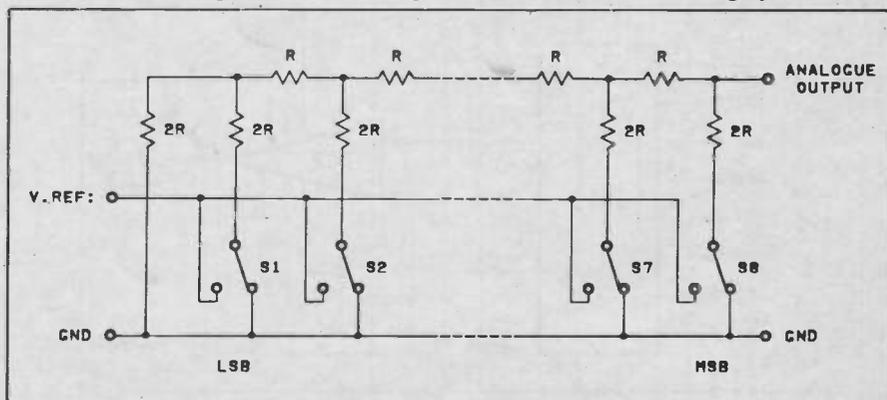 R R R R
ANALOGUE
OUTPUT
2R 2R 2R 2R 2R
V.REF:
S1 S2 S7 S8
GND GND
LSB MSB